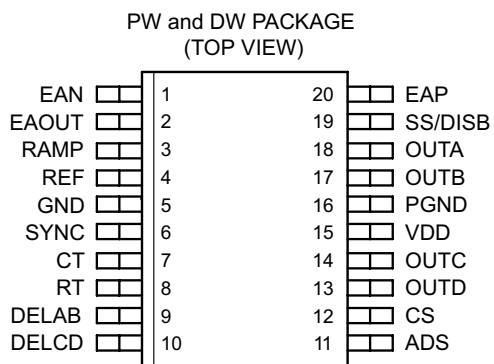 PW and DW PACKAGE
(TOP VIEW)
EAN 1 20 EAP
EAOUT 2 19 SS/DISB
RAMP 3 18 OUTA
REF 4 17 OUTB
GND 5 16 PGND
SYNC 6 15 VDD
CT 7 14 OUTC
RT 8 13 OUTD
DELAB 9 12 CS
DELCD 10 11 ADS